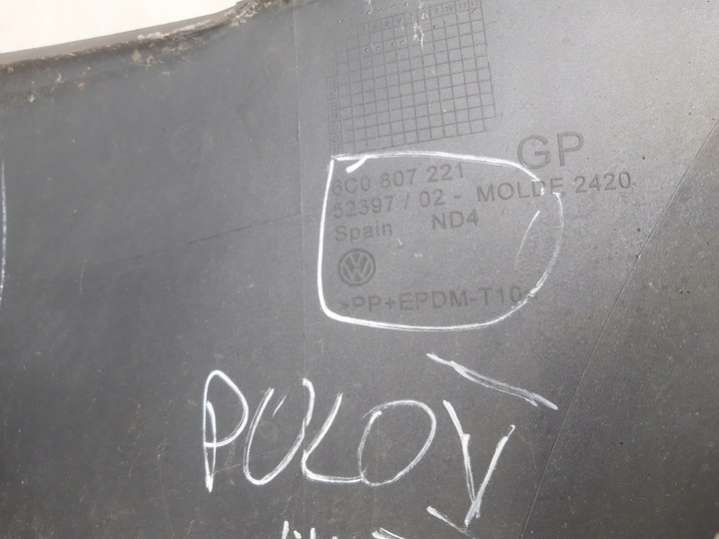 GP
6C0 807 221
52397 / 02 - MOLDE 2420
Spain ND4
>PP+EPDM-T10
POLO V